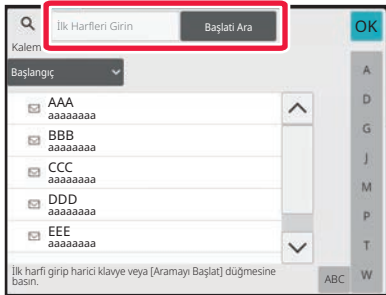 İlk Harfleri Girin
Başlati Ara
OK
Kalem
Başlangıç
AAA
aaaaaaaa
BBB
aaaaaaaa
CCC
aaaaaaaa
DDD
aaaaaaaa
EEE
aaaaaaaa
A
D
G
J
M
P
T
W
İlk harfi girip harici klavye veya [Aramayı Başlat] düğmesine
basın.
ABC